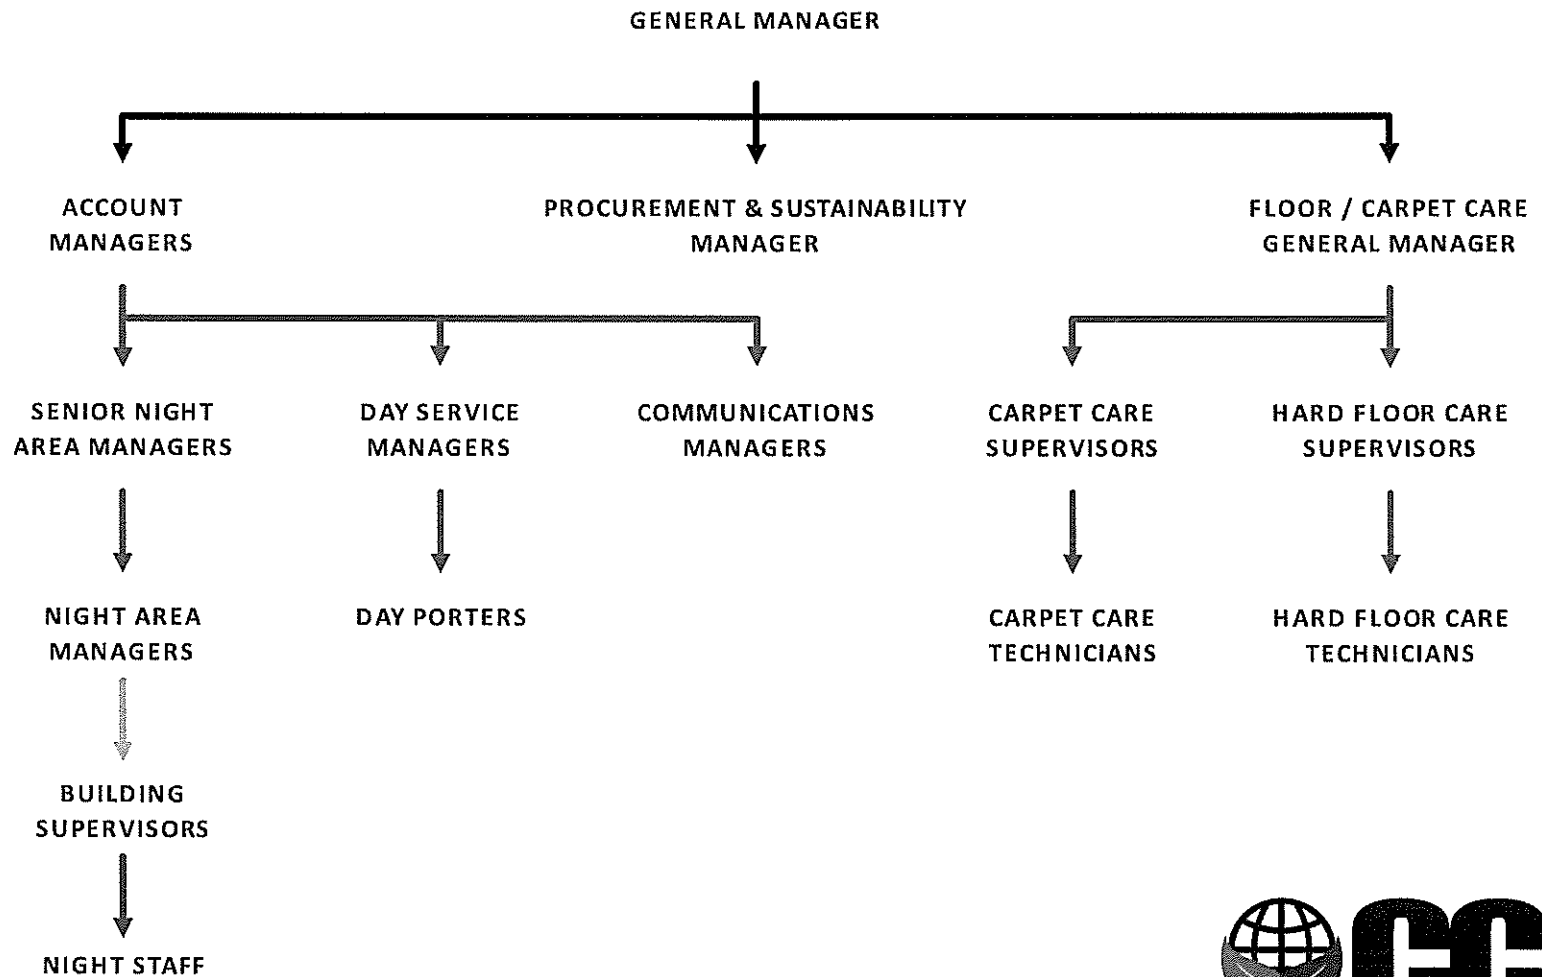 GENERAL MANAGER
ACCOUNT
MANAGERS
PROCUREMENT & SUSTAINABILITY
MANAGER
FLOOR / CARPET CARE
GENERAL MANAGER
SENIOR NIGHT
AREA MANAGERS
DAY SERVICE
MANAGERS
COMMUNICATIONS
MANAGERS
CARPET CARE
SUPERVISORS
HARD FLOOR CARE
SUPERVISORS
NIGHT AREA
MANAGERS
DAY PORTERS
CARPET CARE
TECHNICIANS
HARD FLOOR CARE
TECHNICIANS
BUILDING
SUPERVISORS
NIGHT STAFF